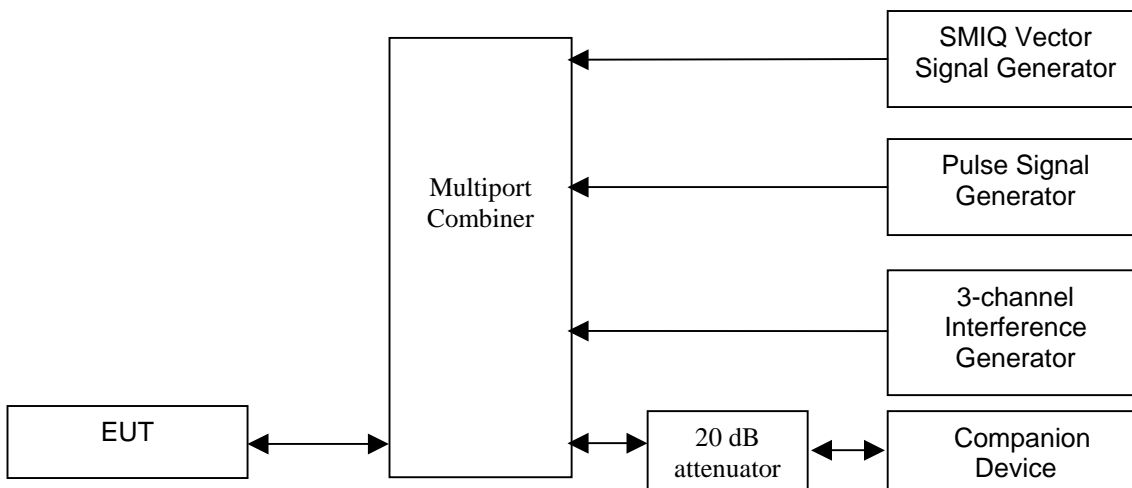 SMIQ Vector
Signal Generator
Pulse Signal
Generator
Multiport
Combiner
3-channel
Interference
Generator
EUT
20 dB
attenuator
Companion
Device